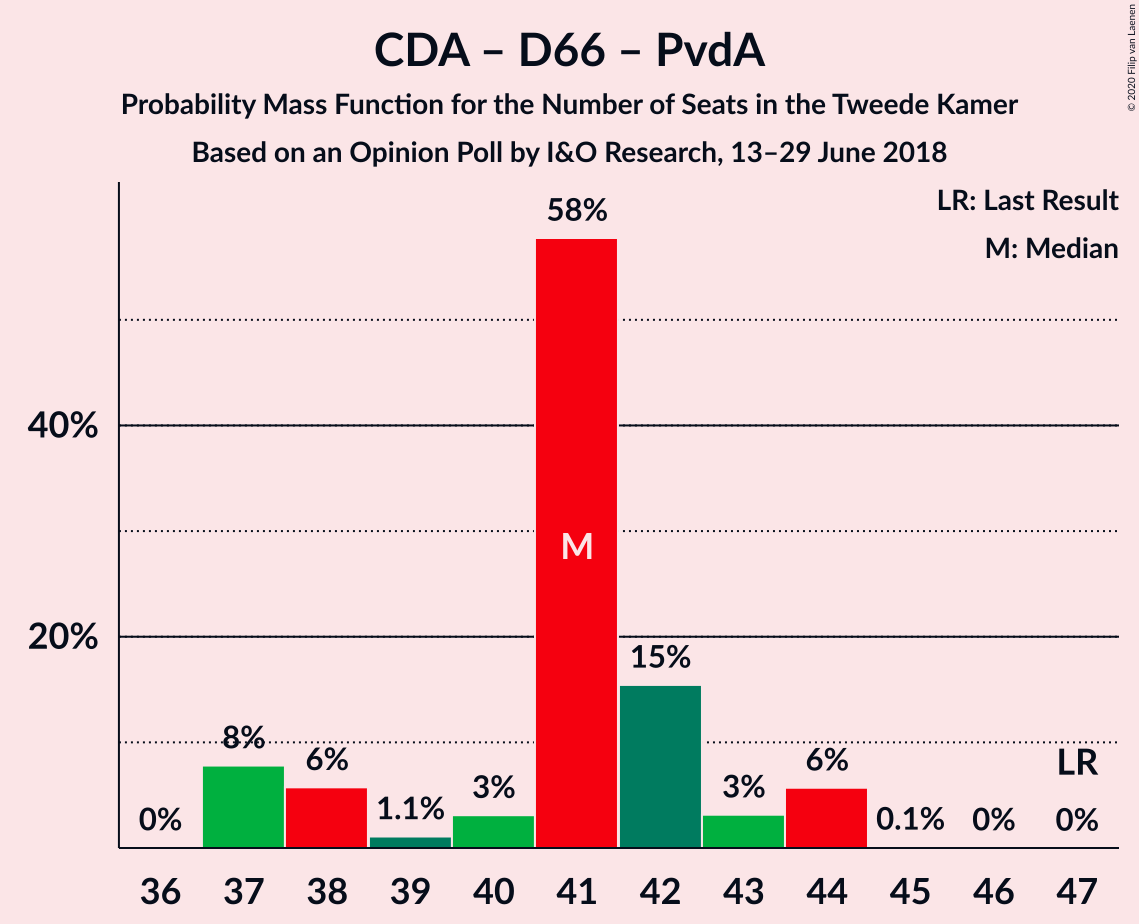 CDA – D66 – PvdA
Probability Mass Function for the Number of Seats in the Tweede Kamer
Based on an Opinion Poll by I&O Research, 13–29 June 2018
© 2020 Filip van Laenen
LR: Last Result
M: Median
58%
40%
M
20%
15%
8%
6%
6%
LR
3%
3%
1.1%
0%
0.1%
0%
0%
36 37 38 39 40 41 42 43 44 45 46 47